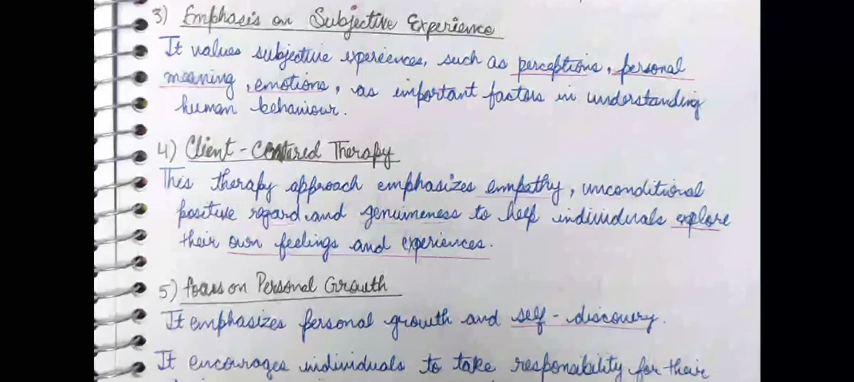 3) Emphasis on Subjective Experience
It values subjective experiences, such as perceptions, personal
meaning, emotions, as important factors in understanding
human behaviour.
4) Client-Centered Therapy
This therapy approach emphasizes empathy, unconditional
positive regard and genuineness to help individuals explore
their own feelings and experiences.
5) focus on Personal Growth
It emphasizes personal growth and self-discovery.
It encourages individuals to take responsibility for their